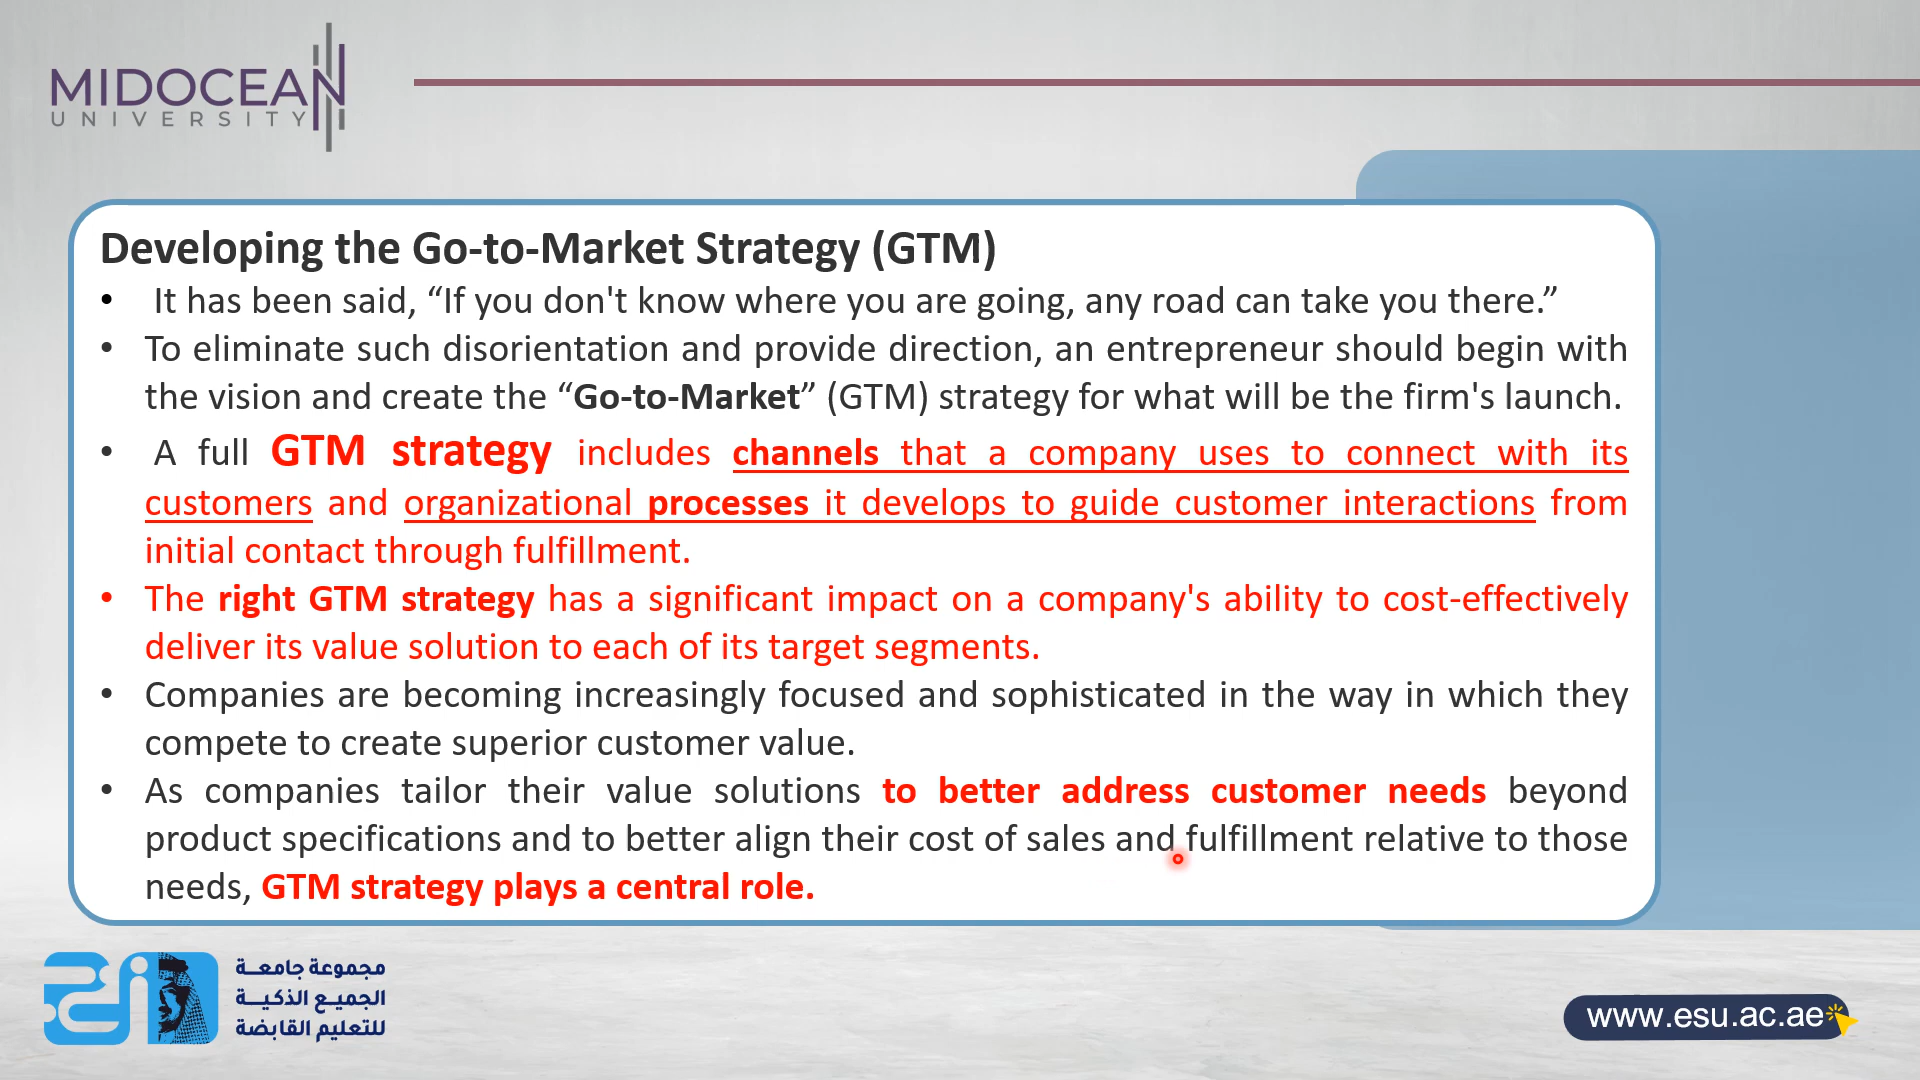 MIDOCEAN
UNIVERSITY
Developing the Go-to-Market Strategy (GTM)
• It has been said, “If you don't know where you are going, any road can take you there.”
• To eliminate such disorientation and provide direction, an entrepreneur should begin with
the vision and create the “Go-to-Market” (GTM) strategy for what will be the firm's launch.
• A full GTM strategy includes channels that a company uses to connect with its
customers and organizational processes it develops to guide customer interactions from
initial contact through fulfillment.
• The right GTM strategy has a significant impact on a company's ability to cost-effectively
deliver its value solution to each of its target segments.
• Companies are becoming increasingly focused and sophisticated in the way in which they
compete to create superior customer value.
• As companies tailor their value solutions to better address customer needs beyond
product specifications and to better align their cost of sales and fulfillment relative to those
needs, GTM strategy plays a central role.
مجموعة جامعـــة
الجميـع الذكيـــة
للتعليم القابضة
www.esu.ac.ae